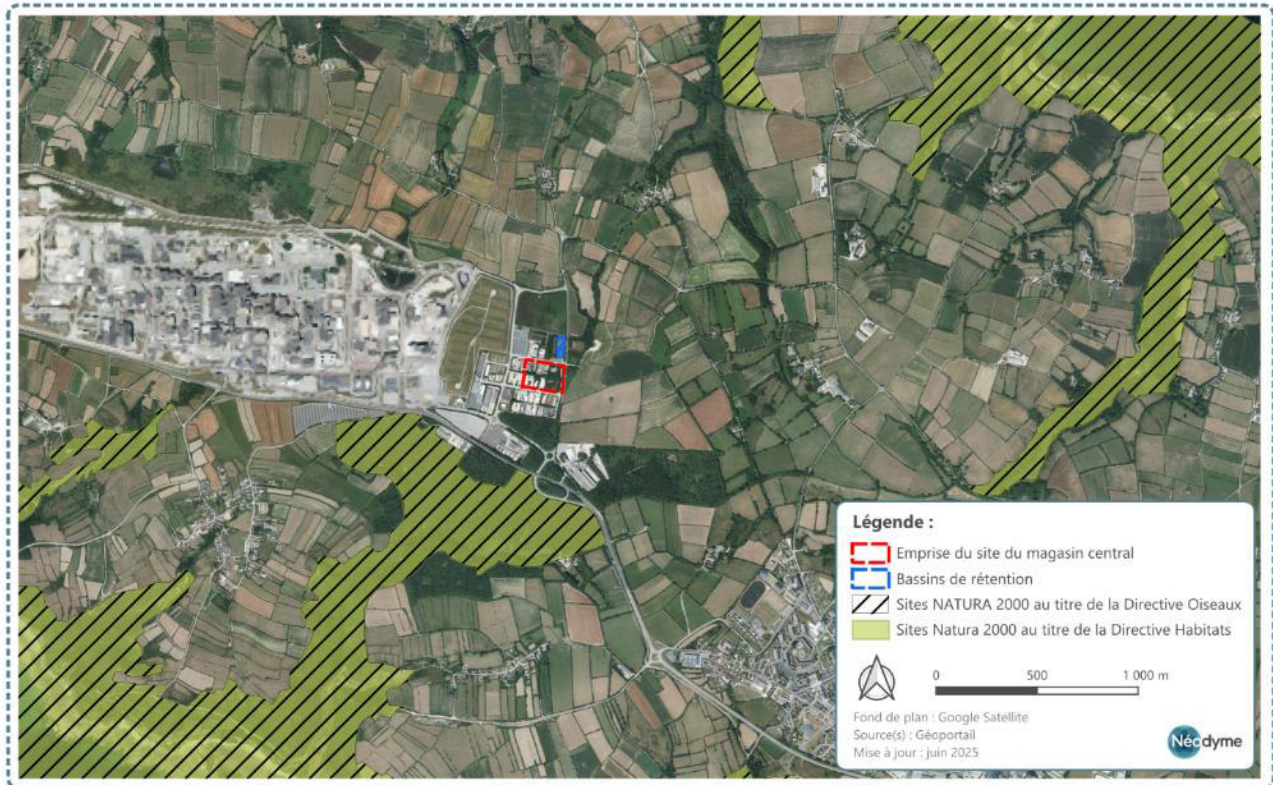 Légende :
Emprise du site du magasin central
Bassins de rétention
Sites NATURA 2000 au titre de la Directive Oiseaux
Sites Natura 2000 au titre de la Directive Habitats
0 500 1 000 m
Fond de plan : Google Satellite
Source(s) : Géoportail
Mise à jour : juin 2025
Néodyme